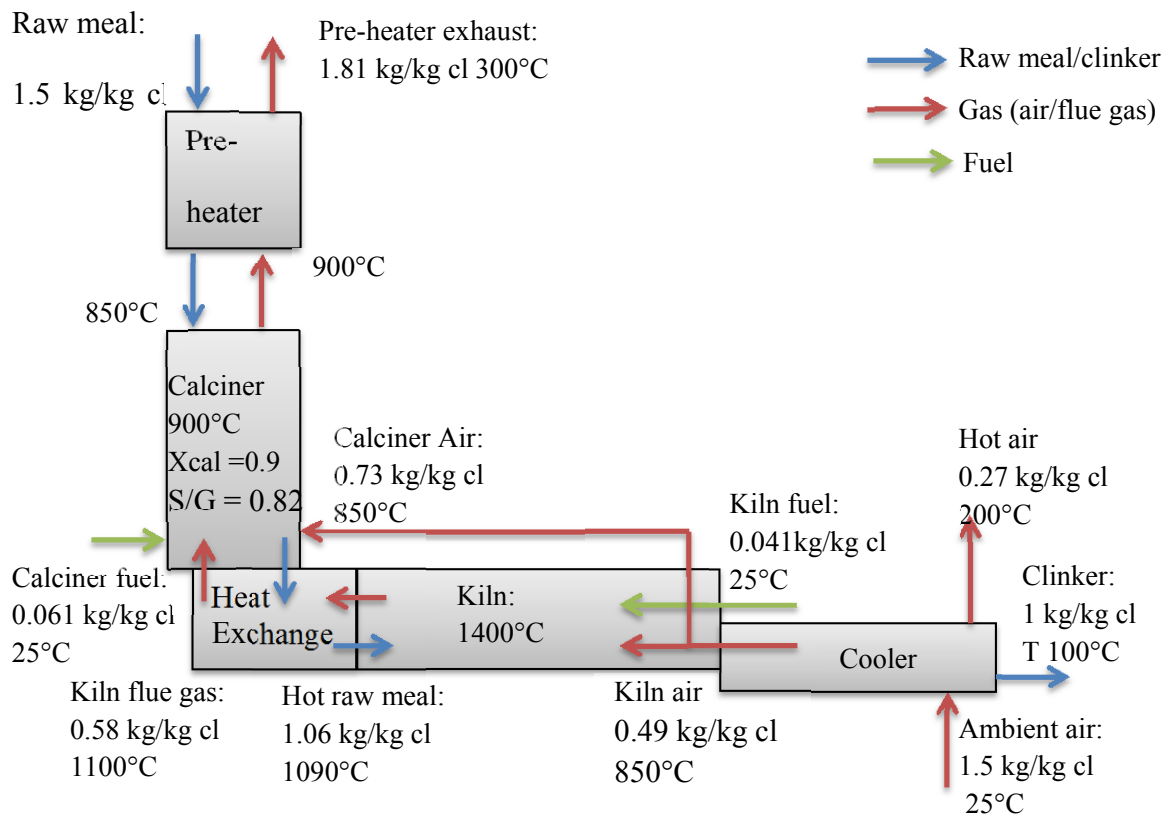 Raw meal:
1.5 kg/kg cl
Pre-heater exhaust:
1.81 kg/kg cl 300°C
Raw meal/clinker
Gas (air/flue gas)
Fuel
Pre-
heater
900°C
850°C
Calciner
900°C
Xcal =0.9
S/G = 0.82
Calciner Air:
0.73 kg/kg cl
850°C
Hot air
0.27 kg/kg cl
200°C
Kiln fuel:
0.041kg/kg cl
25°C
Calciner fuel:
0.061 kg/kg cl
25°C
Heat
Exchange
Kiln:
1400°C
Cooler
Clinker:
1 kg/kg cl
T 100°C
Kiln flue gas:
0.58 kg/kg cl
1100°C
Hot raw meal:
1.06 kg/kg cl
1090°C
Kiln air
0.49 kg/kg cl
850°C
Ambient air:
1.5 kg/kg cl
25°C